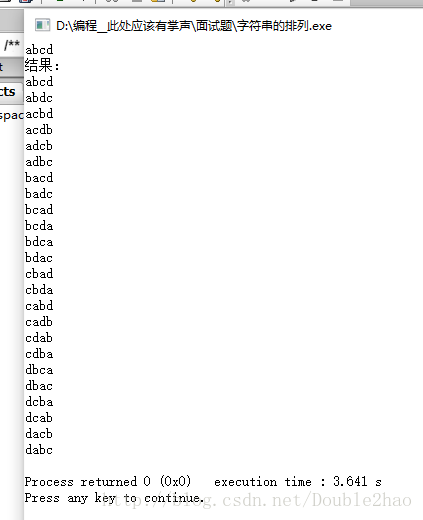 D:\编程__此处应该有掌声\面试题\字符串的排列.exe
/**
t
cts
spac
abcd
结果:
abcd
abdc
acbd
acdb
adcb
adbc
bacd
badc
bcad
bcda
bdca
bdac
cbad
cbda
cabd
cadb
cdab
cdba
dbca
dbac
dcba
dcab
dacb
dabc
Process returned 0 (0x0)   execution time : 3.641 s
Press any key to continue.
http://blog.csdn.net/Double2hao